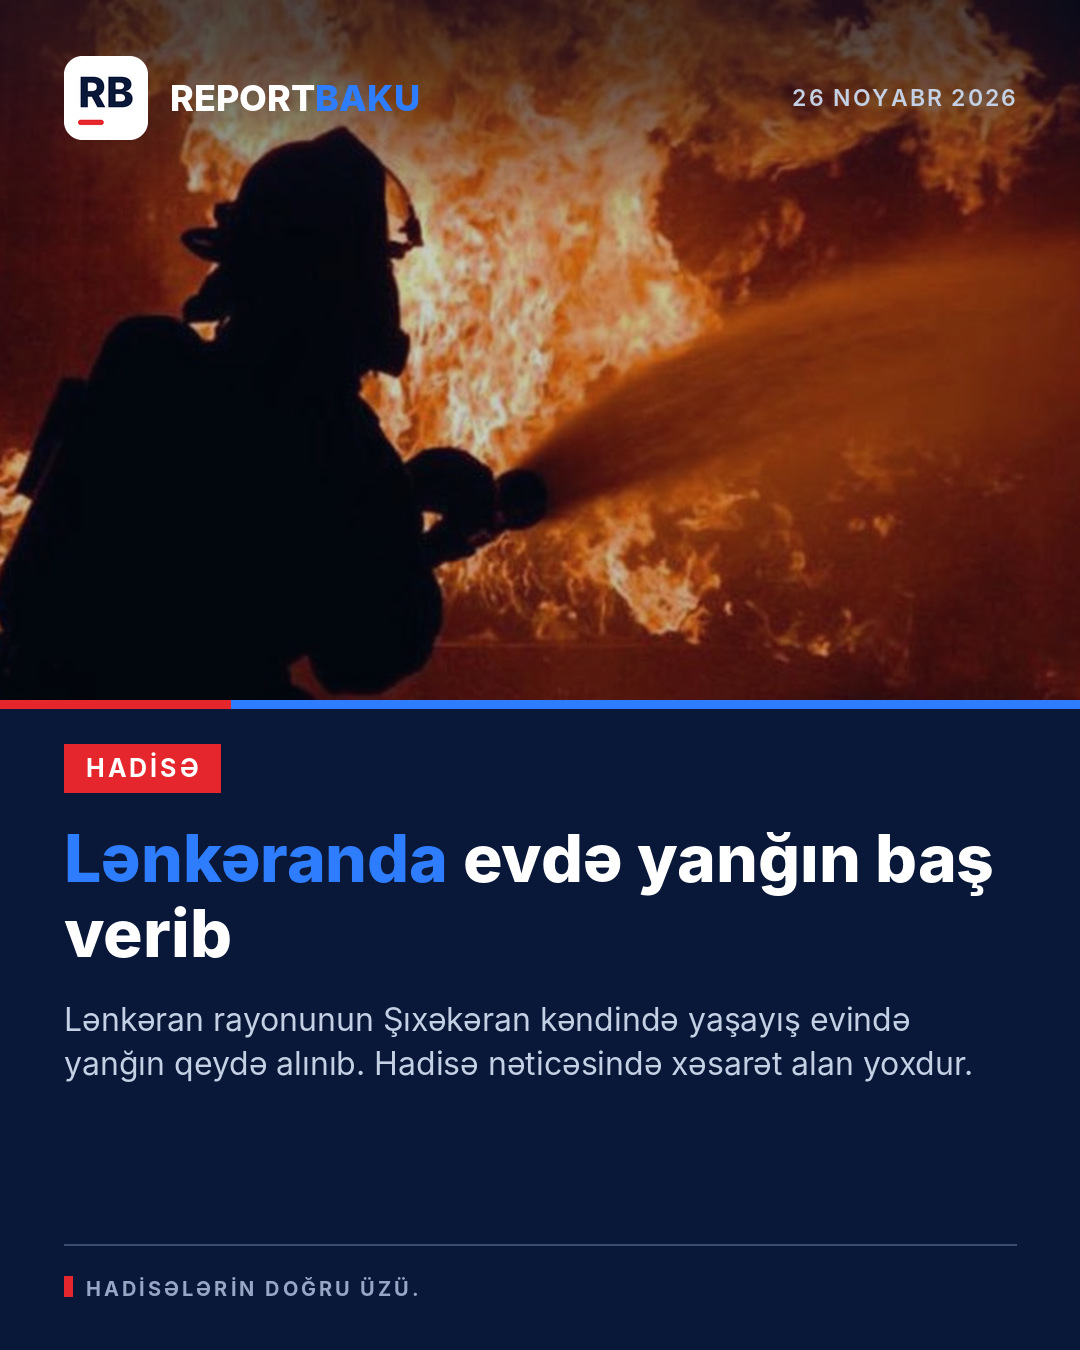 RB
REPORTBAKU
26 NOYABR 2026
HADİSƏ
Lənkəranda evdə yanğın baş
verib
Lənkəran rayonunun Şıxəkəran kəndində yaşayış evində
yanğın qeydə alınıb. Hadisə nəticəsində xəsarət alan yoxdur.
HADİSƏLƏRİN DOĞRU ÜZÜ.